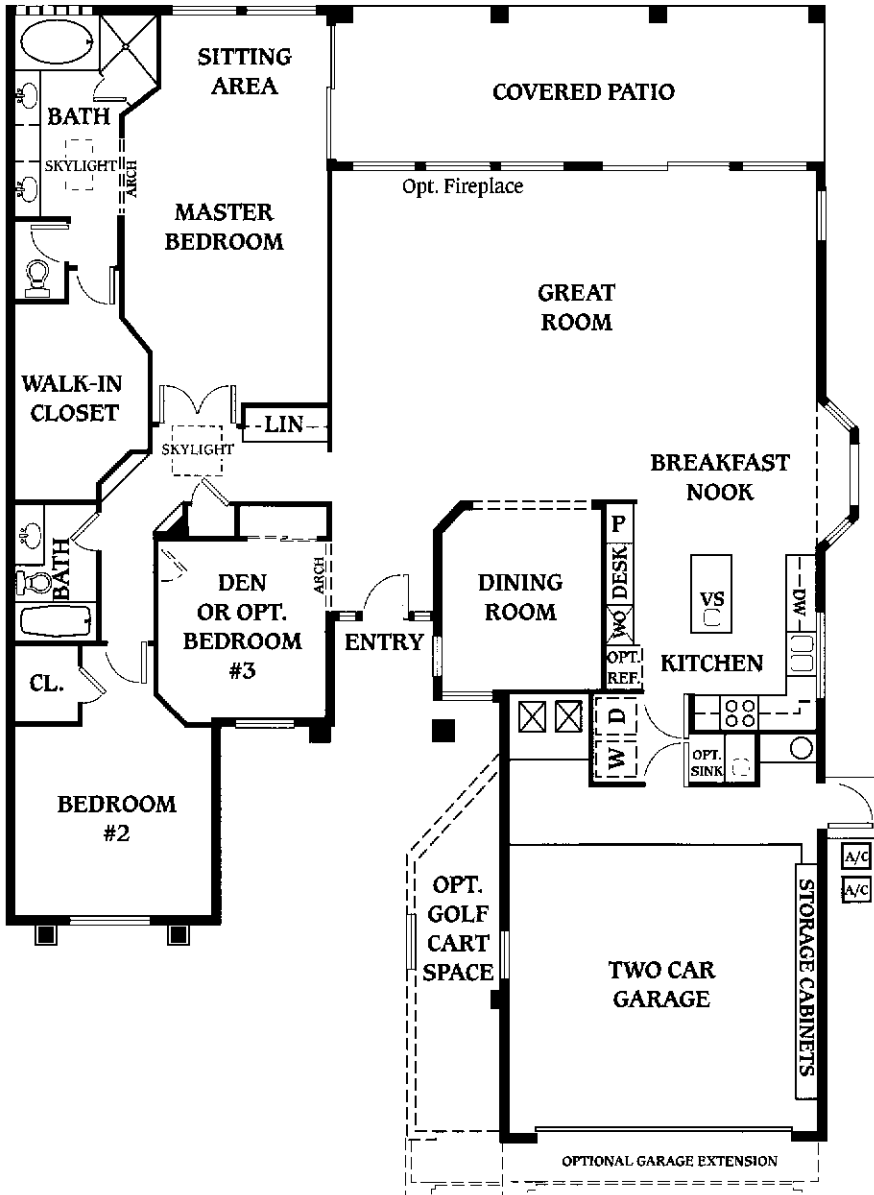 SITTING
AREA
COVERED PATIO
BATH
SKYLIGHT
ARCH
Opt. Fireplace
MASTER
BEDROOM
GREAT
ROOM
WALK-IN
CLOSET
LIN
SKYLIGHT
BREAKFAST
NOOK
BATH
P
DESK
WO
OPT.
REF.
DEN
OR OPT.
BEDROOM
#3
ARCH
DINING
ROOM
VS
DW
ENTRY
KITCHEN
CL.
D
W
OPT.
SINK
BEDROOM
#2
A/C
A/C
OPT.
GOLF
CART
SPACE
TWO CAR
GARAGE
STORAGE CABINETS
OPTIONAL GARAGE EXTENSION